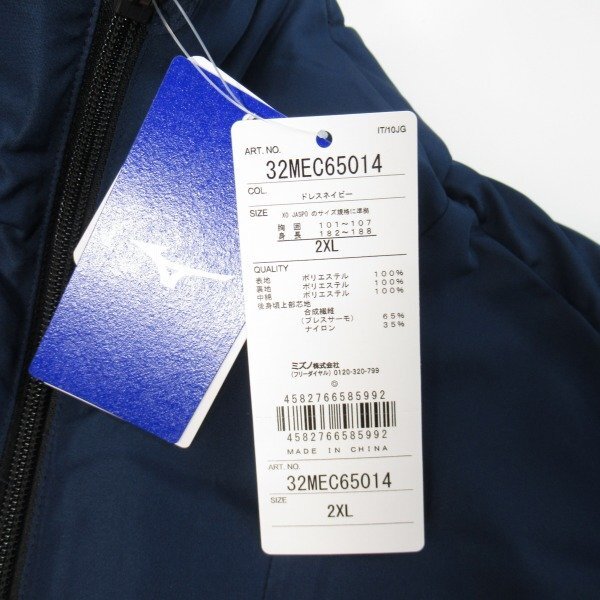 IT/10JG
ART. NO.
32MEC65014
COL.
ドレスネイビー
SIZE XO JASPO のサイズ規格に準拠
胸囲 101～107
身長 182～188
2XL
QUALITY
表地 ポリエステル 100%
裏地 ポリエステル 100%
中綿 ポリエステル 100%
後身頃上部芯地
合成繊維 65%
(ブレスサーモ)
ナイロン 35%
ミズノ株式会社
(フリーダイヤル) 0120-320-799
4582766585992
4582766585992
MADE IN CHINA
ART. NO.
32MEC65014
SIZE
2XL